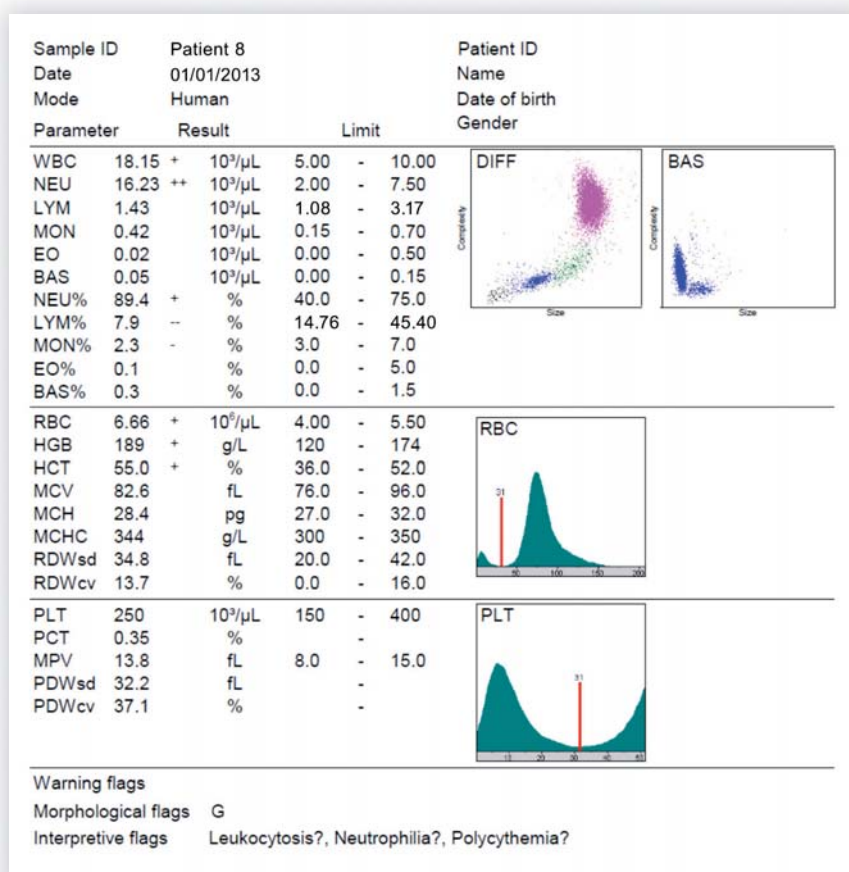 Sample ID Patient 8 Patient ID
Date 01/01/2013 Name
Mode Human Date of birth
Parameter Result Limit Gender
WBC 18.15 + 10³/µL 5.00 - 10.00
NEU 16.23 ++ 10³/µL 2.00 - 7.50
LYM 1.43 10³/µL 1.08 - 3.17
MON 0.42 10³/µL 0.15 - 0.70
EO 0.02 10³/µL 0.00 - 0.50
BAS 0.05 10³/µL 0.00 - 0.15
NEU% 89.4 + % 40.0 - 75.0
LYM% 7.9 -- % 14.76 - 45.40
MON% 2.3 - % 3.0 - 7.0
EO% 0.1 % 0.0 - 5.0
BAS% 0.3 % 0.0 - 1.5
DIFF
Complexity
Size
BAS
Complexity
Size
RBC 6.66 + 10⁶/µL 4.00 - 5.50
HGB 189 + g/L 120 - 174
HCT 55.0 + % 36.0 - 52.0
MCV 82.6 fL 76.0 - 96.0
MCH 28.4 pg 27.0 - 32.0
MCHC 344 g/L 300 - 350
RDWsd 34.8 fL 20.0 - 42.0
RDWcv 13.7 % 0.0 - 16.0
RBC
31
50 100 150 200
PLT 250 10³/µL 150 - 400
PCT 0.35 % -
MPV 13.8 fL 8.0 - 15.0
PDWsd 32.2 fL -
PDWcv 37.1 % -
PLT
31
10 20 30 40 50
Warning flags
Morphological flags G
Interpretive flags Leukocytosis?, Neutrophilia?, Polycythemia?